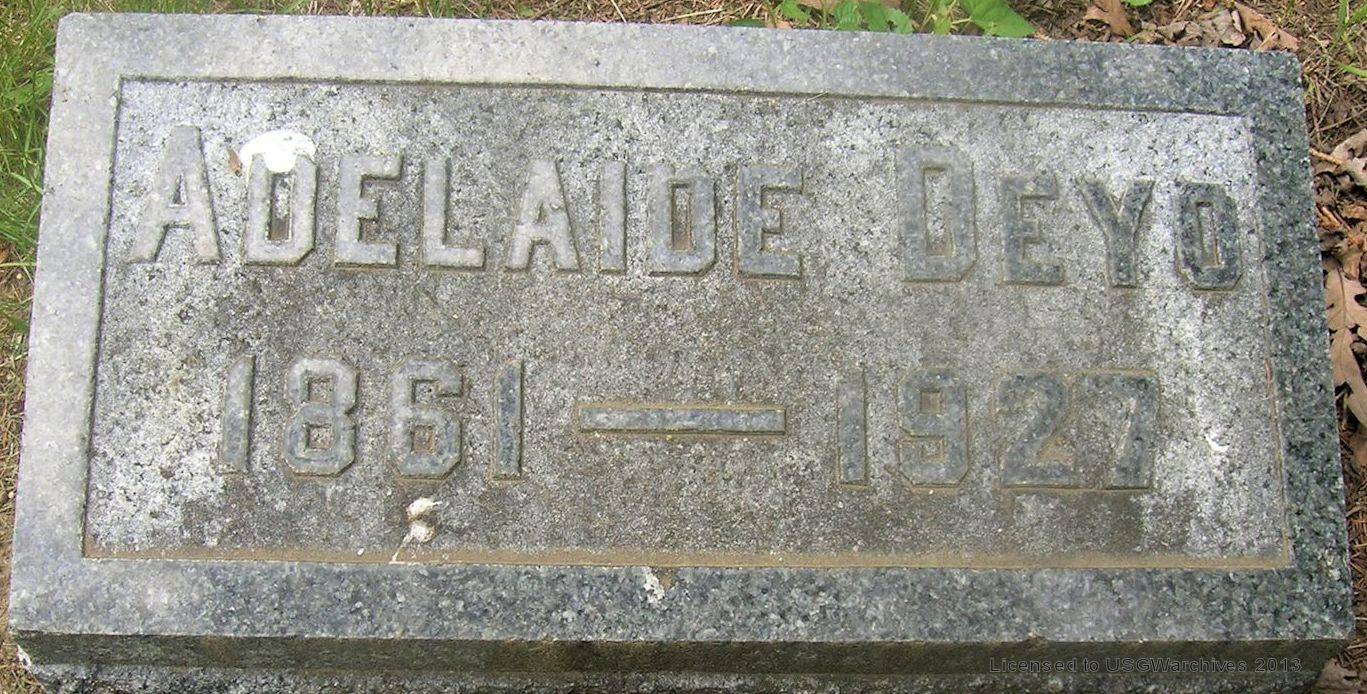 Adelaide Deyo
1861 — 1927
Licensed to USGWarchives 2013